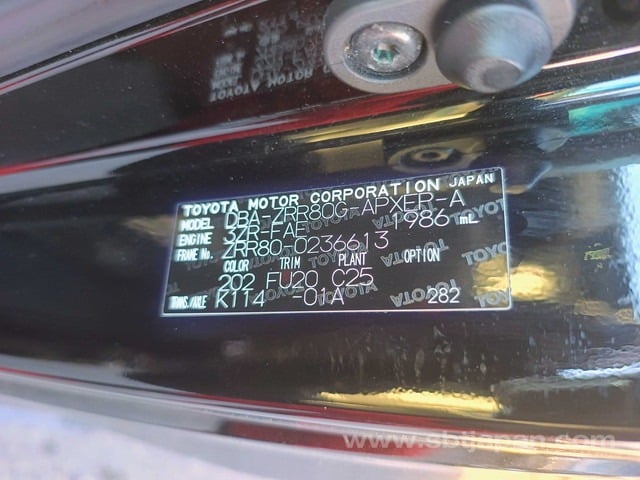 TOYOTA MOTOR CORPORATION JAPAN
MODEL DBA-ZRR80G-APXER-A
ENGINE 3ZR-FAE 1986 mL
FRAME No. ZRR80-0236613
COLOR TRIM PLANT OPTION
202 FU20 C25
TRANS./AXLE K114 -01A 282
www.sbtjapan.com